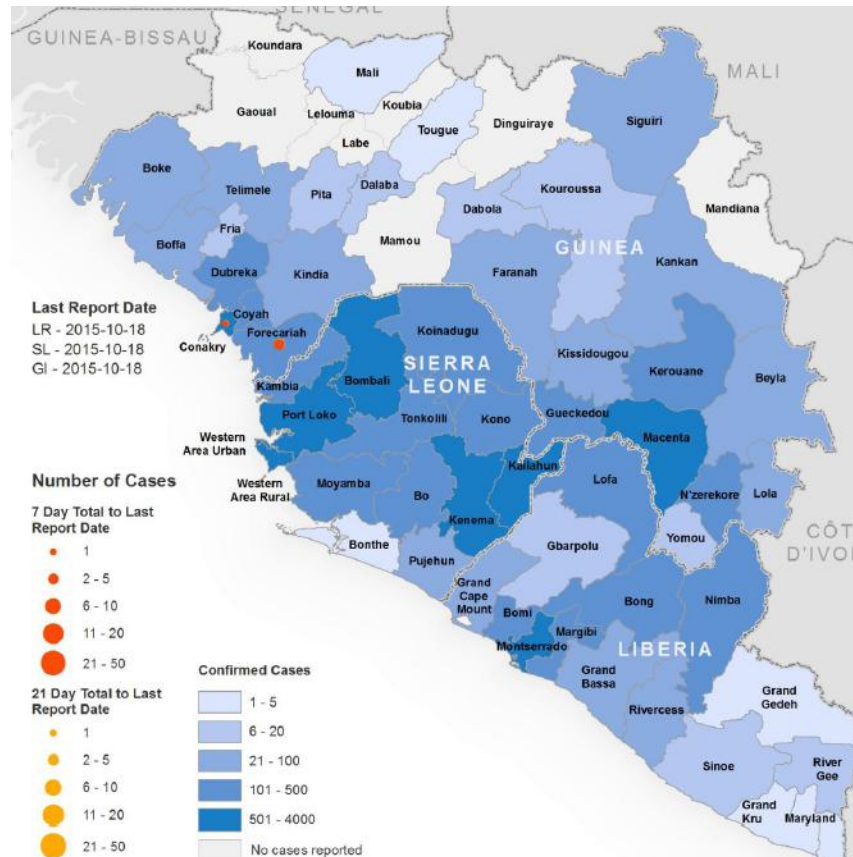 SENEGAL
GUINEA-BISSAU
Koundara
Mali
MALI
Gaoual
Lelouma
Koubia
Labe
Tougue
Dinguiraye
Siguiri
Boke
Telimele
Pita
Dalaba
Kouroussa
Dabola
Mandiana
Fria
Mamou
GUINEA
Boffa
Dubreka
Kindia
Faranah
Kankan
Last Report Date
LR - 2015-10-18
SL - 2015-10-18
GI - 2015-10-18
Coyah
Forecariah
Conakry
Koinadugu
Kissidougou
Kerouane
Beyla
SIERRA
LEONE
Kambia
Bombali
Port Loko
Tonkolili
Kono
Gueckedou
Macenta
Western
Area Urban
Kailahun
Lofa
N'zerekore
Lola
Western
Area Rural
Moyamba
Bo
Kenema
Yomou
CÔT
D'IVOI
Bonthe
Pujehun
Gbarpolu
Grand
Cape
Mount
Bomi
Bong
Nimba
Margibi
Montserrado
LIBERIA
Grand
Bassa
Rivercess
Grand
Gedeh
Sinoe
River
Gee
Grand
Kru
Maryland
Number of Cases
7 Day Total to Last
Report Date
1
2 - 5
6 - 10
11 - 20
21 - 50
21 Day Total to Last
Report Date
1
2 - 5
6 - 10
11 - 20
21 - 50
Confirmed Cases
1 - 5
6 - 20
21 - 100
101 - 500
501 - 4000
No cases reported